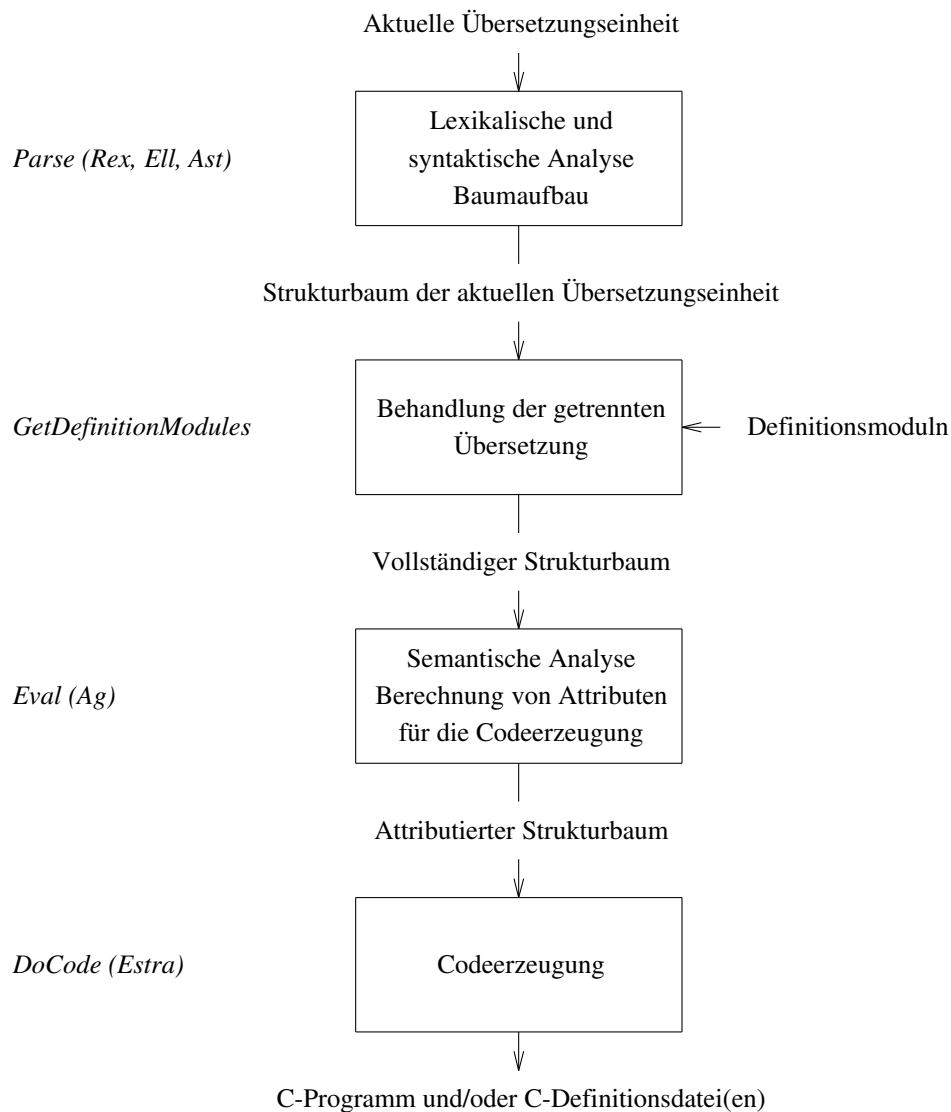 Aktuelle Übersetzungseinheit
Lexikalische und
Parse (Rex, Ell, Ast)
syntaktische Analyse
Baumaufbau
Strukturbaum der aktuellen Übersetzungseinheit
GetDefinitionModules
Behandlung der getrennten
Übersetzung
Definitionsmoduln
Vollständiger Strukturbaum
Semantische Analyse
Eval (Ag)
Berechnung von Attributen
für die Codeerzeugung
Attributierter Strukturbaum
DoCode (Estra)
Codeerzeugung
C-Programm und/oder C-Definitionsdatei(en)